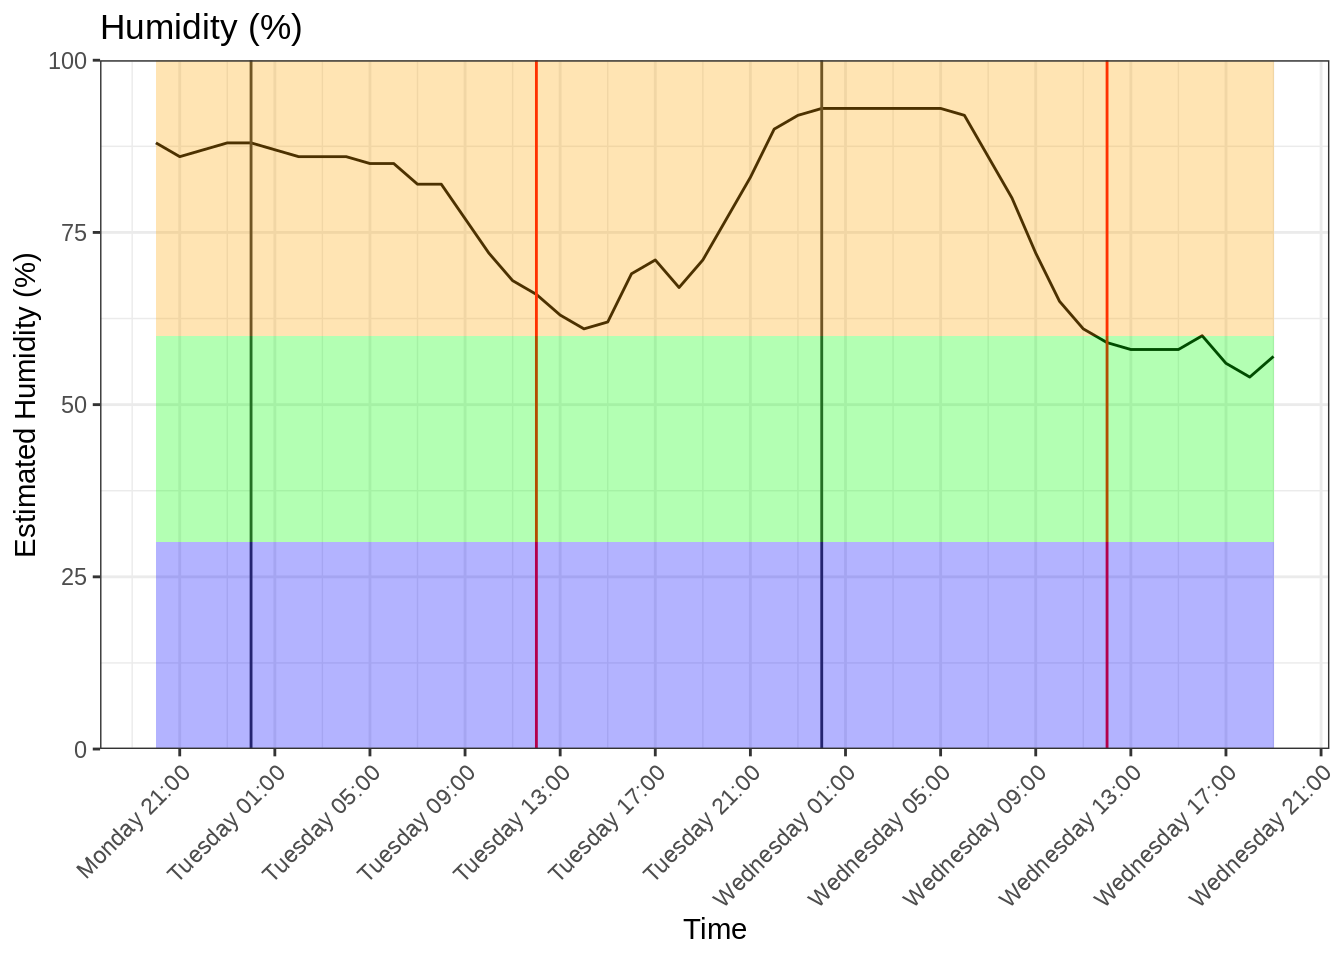 Humidity (%)
Estimated Humidity (%)
100
75
50
25
0
Monday 21:00
Tuesday 01:00
Tuesday 05:00
Tuesday 09:00
Tuesday 13:00
Tuesday 17:00
Tuesday 21:00
Wednesday 01:00
Wednesday 05:00
Wednesday 09:00
Wednesday 13:00
Wednesday 17:00
Wednesday 21:00
Time